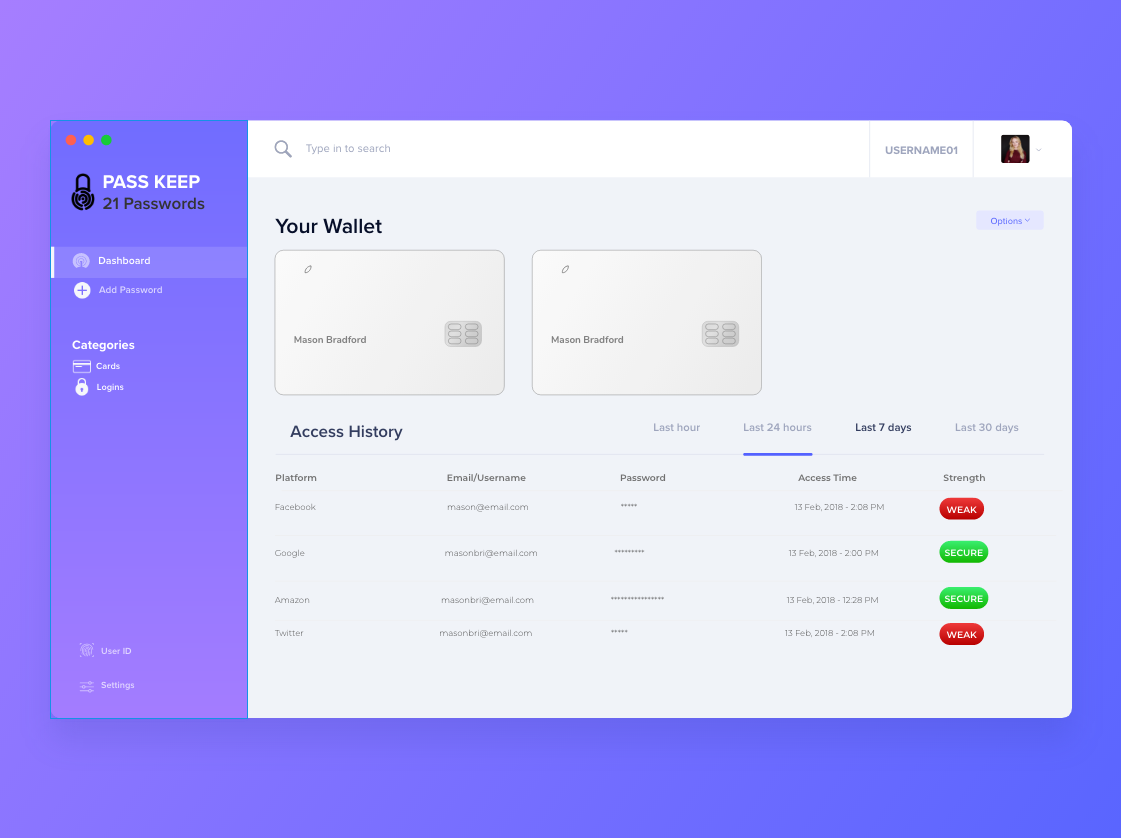 PASS KEEP
21 Passwords
Dashboard
Add Password
Categories
Cards
Logins
User ID
Settings
Type in to search
USERNAME01
Your Wallet
Options
Mason Bradford
Mason Bradford
Access History
Last hour
Last 24 hours
Last 7 days
Last 30 days
Platform Email/Username Password Access Time Strength
Facebook mason@email.com ***** 13 Feb, 2018 - 2:08 PM WEAK
Google masonbri@email.com ********* 13 Feb, 2018 - 2:00 PM SECURE
Amazon masonbri@email.com **************** 13 Feb, 2018 - 12:28 PM SECURE
Twitter masonbri@email.com ***** 13 Feb, 2018 - 2:08 PM WEAK